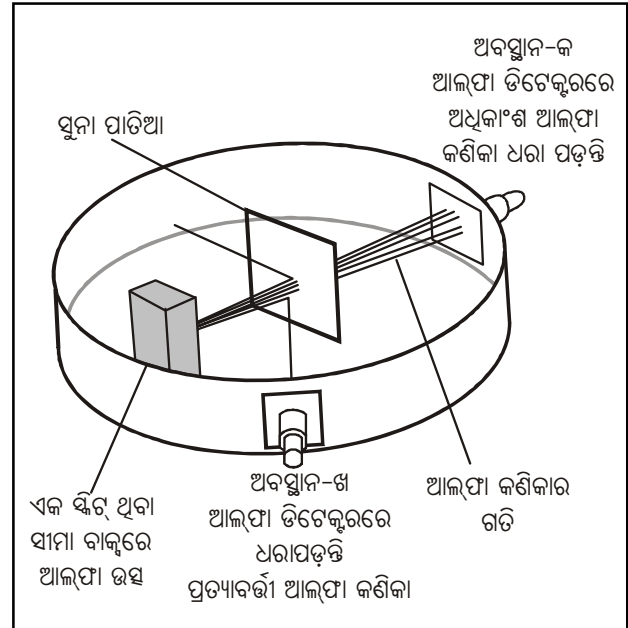 ଅବସ୍ଥାନ-କ
ଆଲ୍‌ଫା ଡିଟେକ୍ଟରରେ
ଅଧିକାଂଶ ଆଲ୍‌ଫା
କଣିକା ଧରା ପଡ଼ନ୍ତି
ସୁନା ପାତିଆ
ଏକ ସ୍ଲିଟ୍ ଥିବା
ସୀମା ବାକ୍ସରେ
ଆଲ୍‌ଫା ଉତ୍ସ
ଅବସ୍ଥାନ-ଖ
ଆଲ୍‌ଫା ଡିଟେକ୍ଟରରେ
ଧରାପଡ଼ନ୍ତି
ପ୍ରତ୍ୟାବର୍ତ୍ତୀ ଆଲ୍‌ଫା କଣିକା
ଆଲ୍‌ଫା କଣିକାର
ଗତି